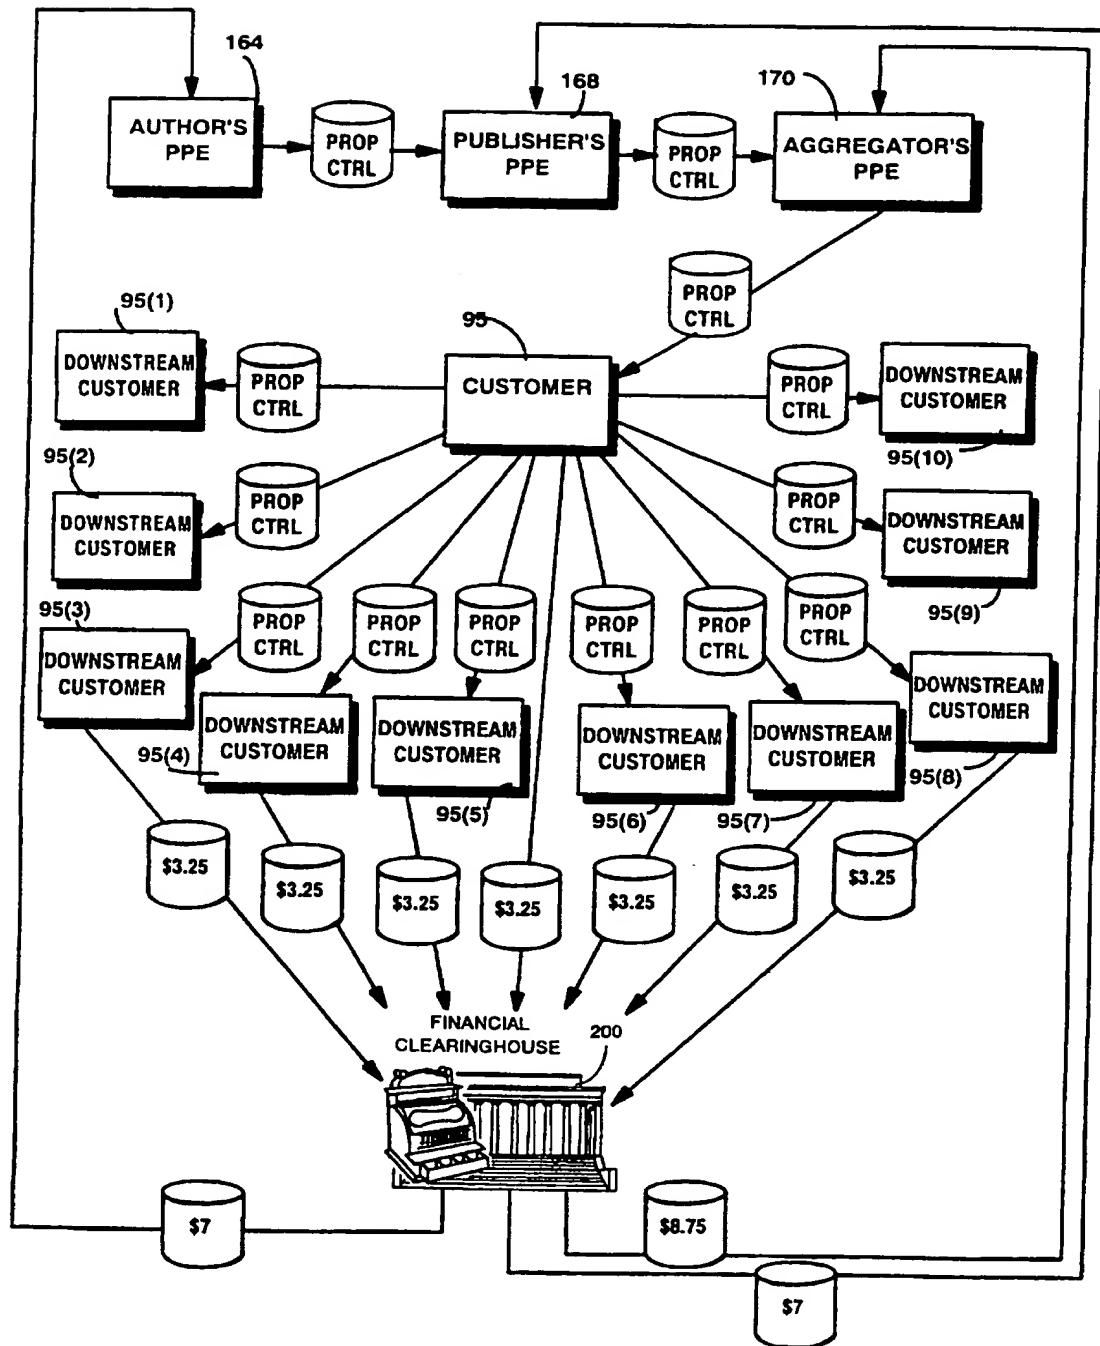 164
168
170
AUTHOR'S
PPE
PROP
CTRL
PUBLISHER'S
PPE
PROP
CTRL
AGGREGATOR'S
PPE
PROP
CTRL
95(1)
95
DOWNSTREAM
CUSTOMER
PROP
CTRL
CUSTOMER
PROP
CTRL
DOWNSTREAM
CUSTOMER
95(10)
95(2)
DOWNSTREAM
CUSTOMER
PROP
CTRL
PROP
CTRL
DOWNSTREAM
CUSTOMER
95(9)
95(3)
DOWNSTREAM
CUSTOMER
PROP
CTRL
PROP
CTRL
PROP
CTRL
PROP
CTRL
PROP
CTRL
PROP
CTRL
DOWNSTREAM
CUSTOMER
95(8)
DOWNSTREAM
CUSTOMER
95(4)
DOWNSTREAM
CUSTOMER
95(5)
DOWNSTREAM
CUSTOMER
95(6)
DOWNSTREAM
CUSTOMER
95(7)
$3.25
$3.25
$3.25
$3.25
$3.25
$3.25
$3.25
FINANCIAL
CLEARINGHOUSE
200
$7
$8.75
$7